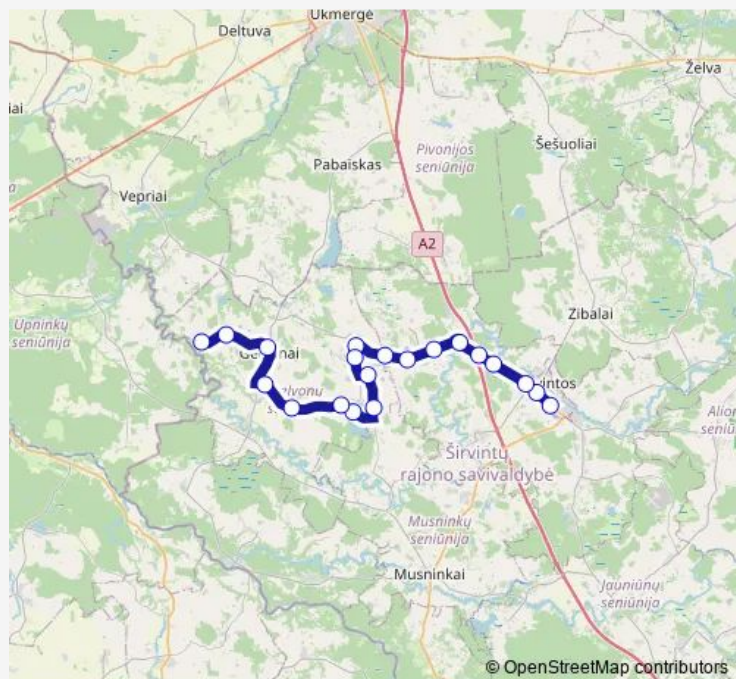 Ukmergė
Deltuva
Želva
Pivonijos
seniūnija
Šešuoliai
Pabaiskas
Vepriai
A2
Zibalai
Upninkų
seniūnija
Širvintų
rajono savivaldybė
Musninkų
seniūnija
Musninkai
Jauniūnų
seniūnija
© OpenStreetMap contributors